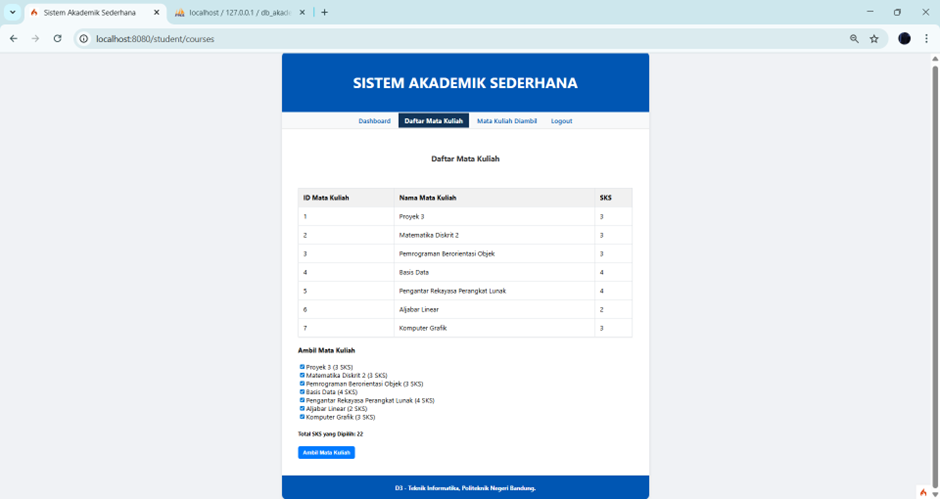 Sistem Akademik Sederhana
localhost / 127.0.0.1 / db_akade
localhost:8080/student/courses
SISTEM AKADEMIK SEDERHANA
Dashboard Daftar Mata Kuliah Mata Kuliah Diambil Logout
Daftar Mata Kuliah
ID Mata Kuliah Nama Mata Kuliah SKS
1 Proyek 3 3
2 Matematika Diskrit 2 3
3 Pemrograman Berorientasi Objek 3
4 Basis Data 4
5 Pengantar Rekayasa Perangkat Lunak 4
6 Aljabar Linear 2
7 Komputer Grafik 3
Ambil Mata Kuliah
Proyek 3 (3 SKS)
Matematika Diskrit 2 (3 SKS)
Pemrograman Berorientasi Objek (3 SKS)
Basis Data (4 SKS)
Pengantar Rekayasa Perangkat Lunak (4 SKS)
Aljabar Linear (2 SKS)
Komputer Grafik (3 SKS)
Total SKS yang Dipilih: 22
Ambil Mata Kuliah
D3 - Teknik Informatika, Politeknik Negeri Bandung.